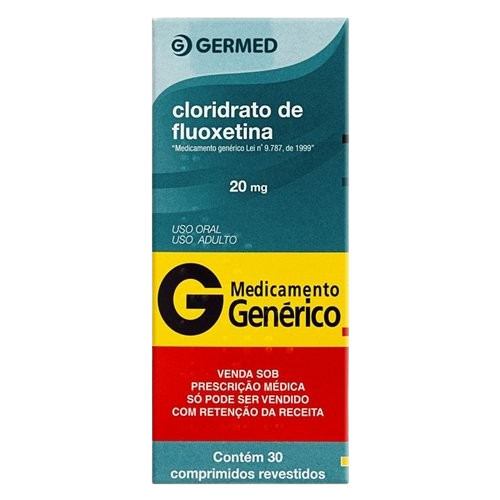 GERMED
cloridrato de
fluoxetina
"Medicamento genérico Lei nº 9.787, de 1999"
20 mg
USO ORAL
USO ADULTO
G Medicamento
Genérico
VENDA SOB
PRESCRIÇÃO MÉDICA
SÓ PODE SER VENDIDO
COM RETENÇÃO DA RECEITA
Contém 30
comprimidos revestidos